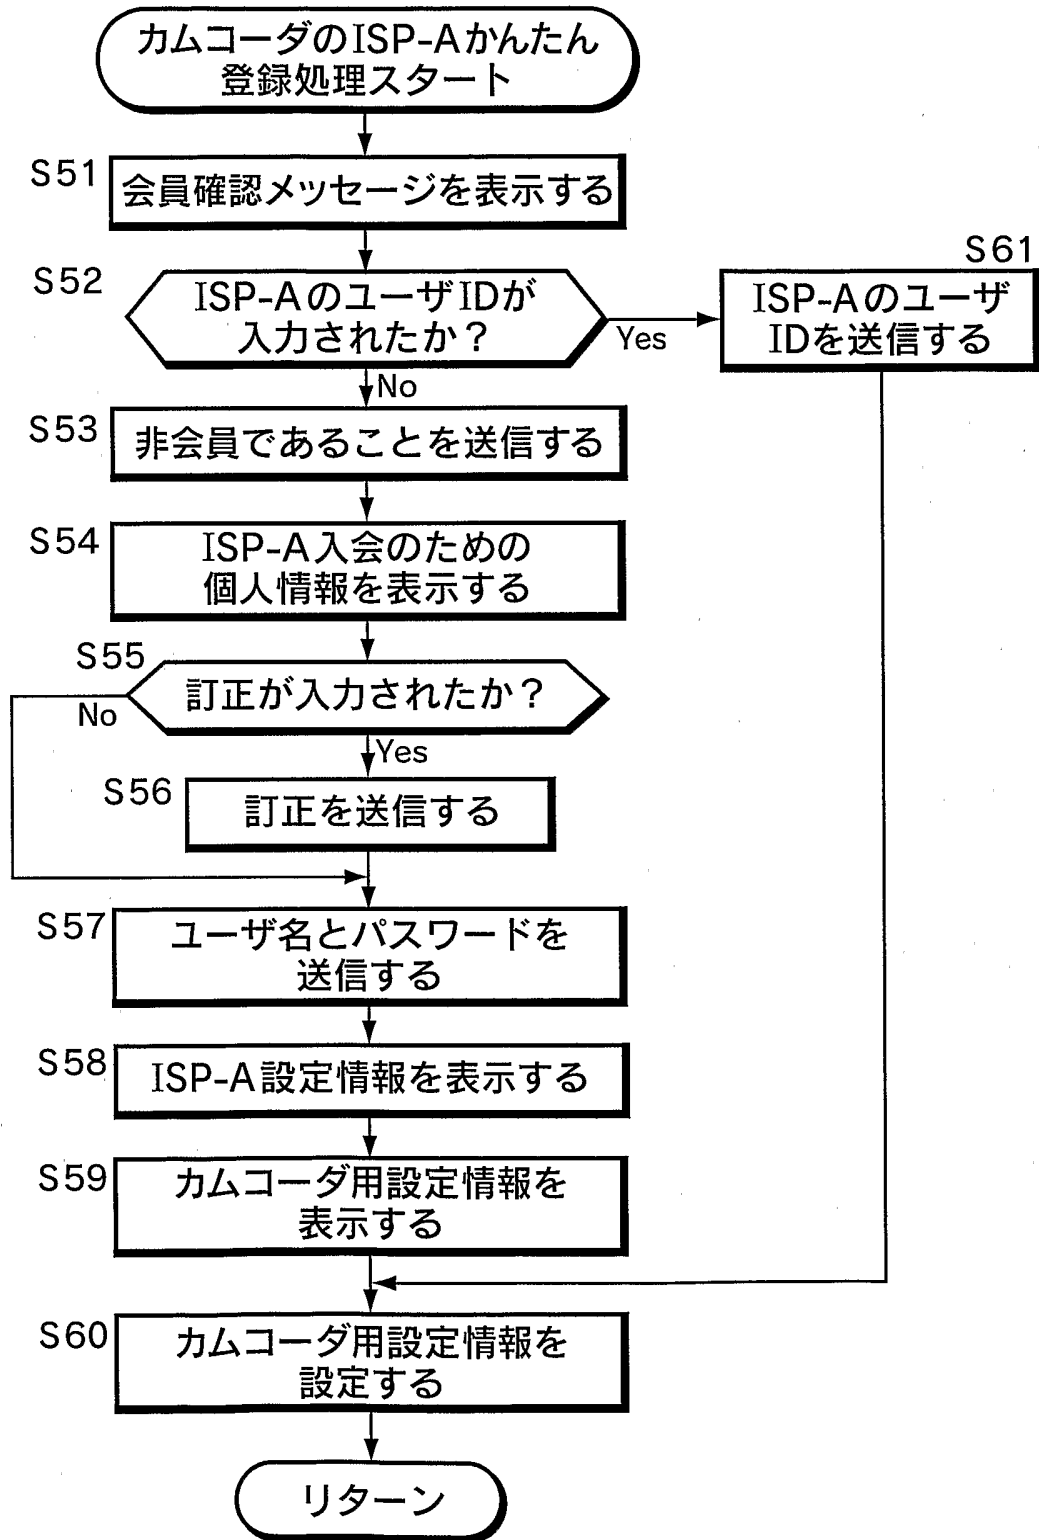 カムコーダのISP-Aかんたん
登録処理スタート
S51
会員確認メッセージを表示する
S52
ISP-AのユーザIDが
入力されたか？
Yes
No
S61
ISP-Aのユーザ
IDを送信する
S53
非会員であることを送信する
S54
ISP-A入会のための
個人情報を表示する
S55
訂正が入力されたか？
No
Yes
S56
訂正を送信する
S57
ユーザ名とパスワードを
送信する
S58
ISP-A設定情報を表示する
S59
カムコーダ用設定情報を
表示する
S60
カムコーダ用設定情報を
設定する
リターン